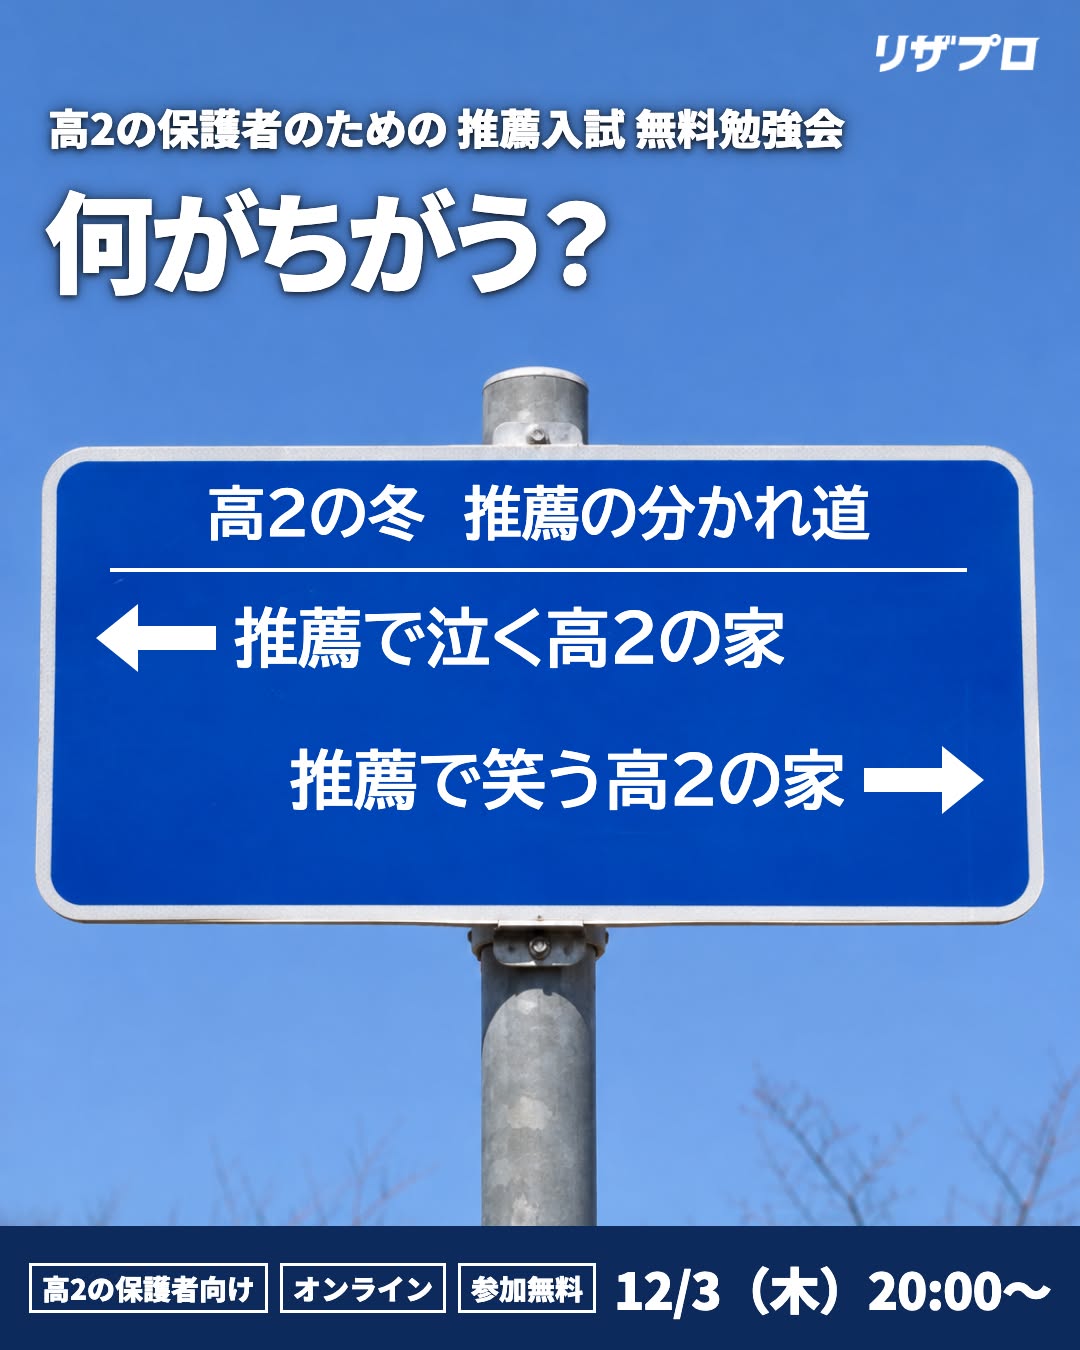 リザプロ
高2の保護者のための 推薦入試 無料勉強会
何がちがう?
高2の冬 推薦の分かれ道
推薦で泣く高2の家
推薦で笑う高2の家
高2の保護者向け オンライン 参加無料 12/3（木）20:00〜